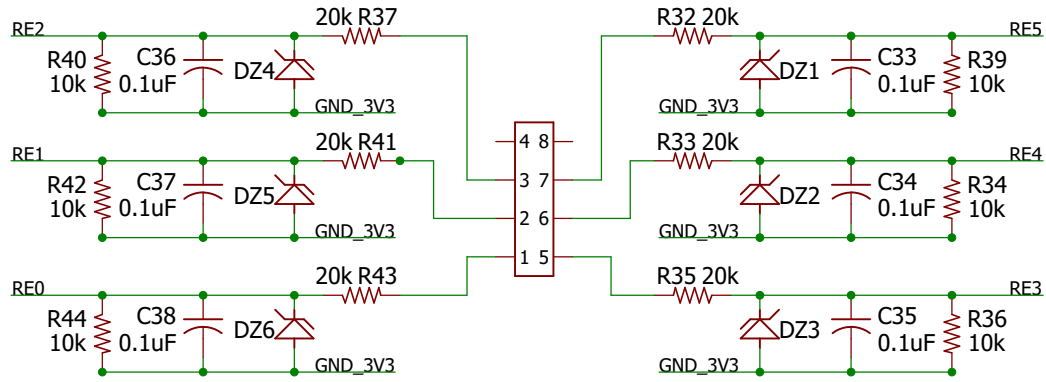 20k R37
R32 20k
RE2
RE5
R40
10k
C36
0.1uF
DZ4
DZ1
C33
0.1uF
R39
10k
GND_3V3
GND_3V3
4 8
20k R41
R33 20k
RE1
RE4
3 7
R42
10k
C37
0.1uF
DZ5
DZ2
C34
0.1uF
R34
10k
2 6
GND_3V3
GND_3V3
1 5
20k R43
R35 20k
RE0
RE3
R44
10k
C38
0.1uF
DZ6
DZ3
C35
0.1uF
R36
10k
GND_3V3
GND_3V3